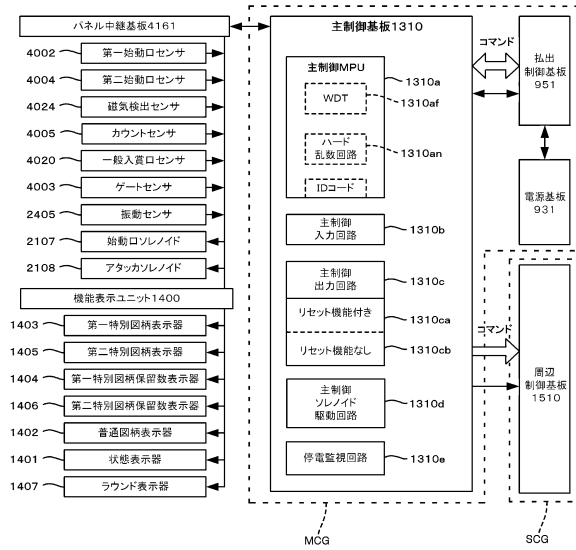 パネル中継基板4161
4002 第一始動口センサ
4004 第二始動口センサ
4024 磁気検出センサ
4005 カウントセンサ
4020 一般入賞口センサ
4003 ゲートセンサ
2405 振動センサ
2107 始動口ソレノイド
2108 アタッカソレノイド
機能表示ユニット1400
1403 第一特別図柄表示器
1405 第二特別図柄表示器
1404 第一特別図柄保留数表示器
1406 第二特別図柄保留数表示器
1402 普通図柄表示器
1401 状態表示器
1407 ラウンド表示器
主制御基板1310
主制御MPU
1310a
WDT
1310af
ハード
乱数回路
1310an
IDコード
主制御
入力回路
1310b
主制御
出力回路
1310c
リセット機能付き
1310ca
リセット機能なし
1310cb
主制御
ソレノイド
駆動回路
1310d
停電監視回路
1310e
コマンド
払出
制御基板
951
電源基板
931
コマンド
周辺
制御基板
1510
MCG
SCG